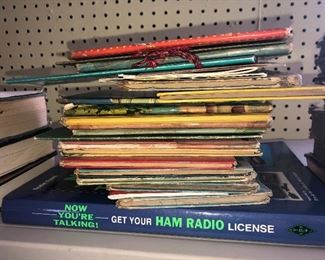 NOW
YOU'RE
TALKING!
GET YOUR HAM RADIO LICENSE